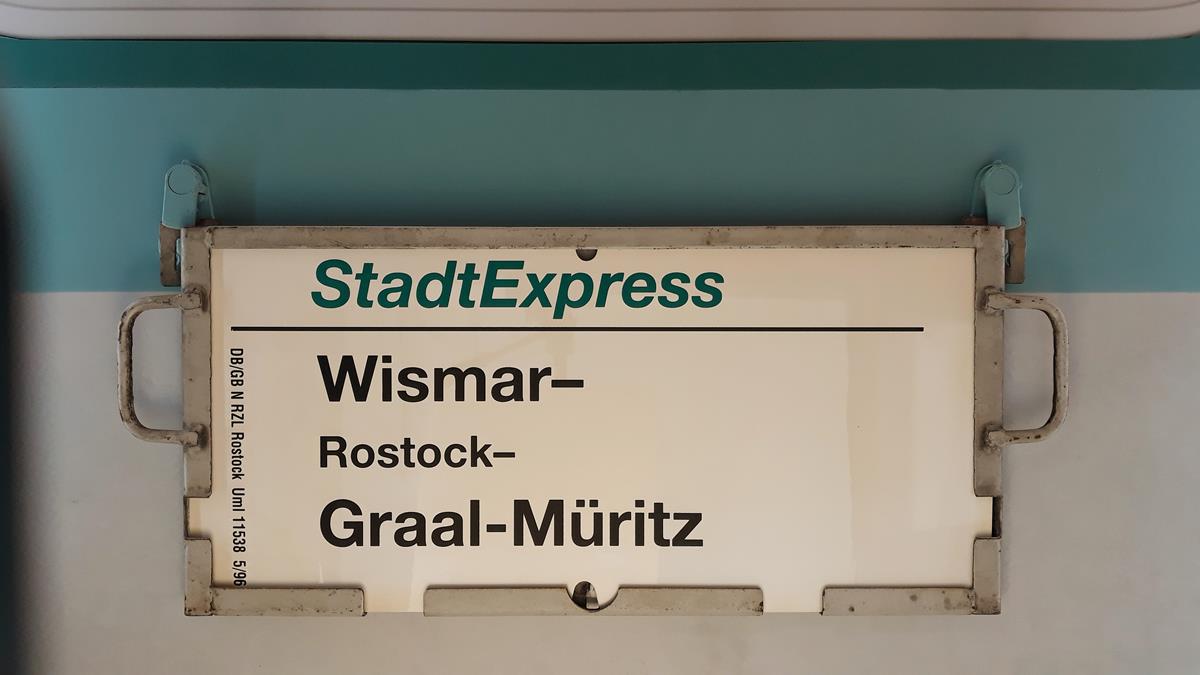 StadtExpress
Wismar–
Rostock–
Graal-Müritz
DB/GB N RZL Rostock Uml 11538 5/96